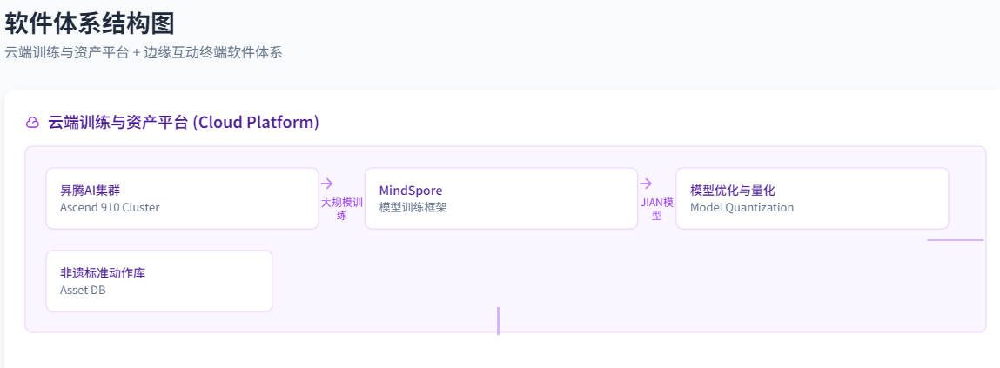 软件体系结构图
云端训练与资产平台 + 边缘互动终端软件体系
云端训练与资产平台 (Cloud Platform)
昇腾AI集群
Ascend 910 Cluster
大规模训
练
MindSpore
模型训练框架
JIAN模
型
模型优化与量化
Model Quantization
非遗标准动作库
Asset DB